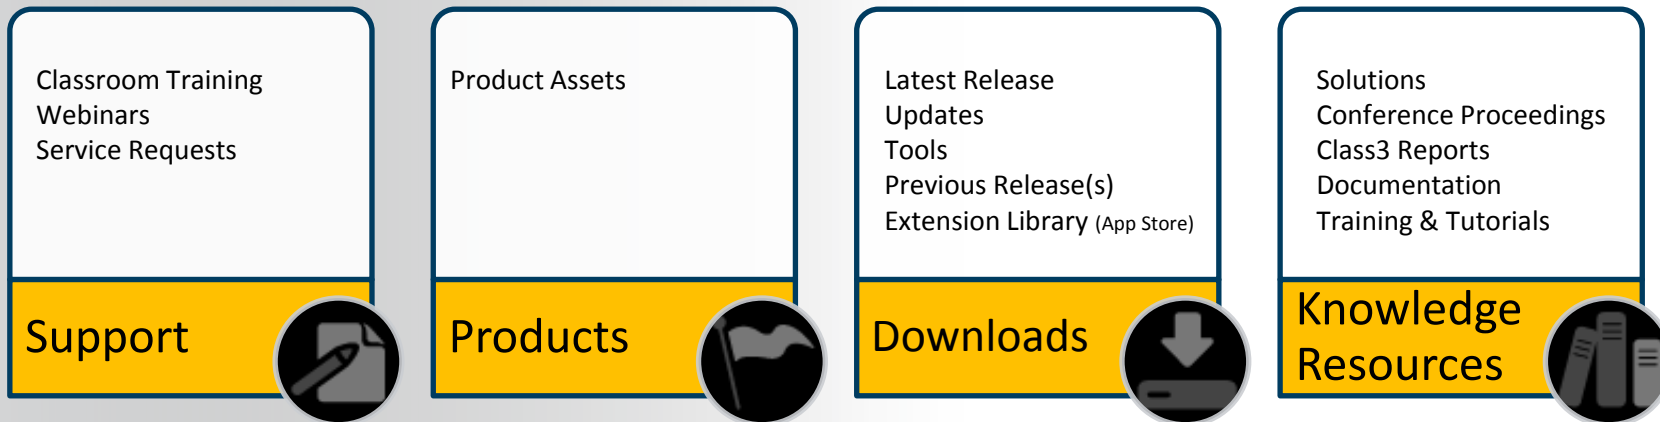 Classroom Training
Webinars
Service Requests
Support
Product Assets
Products
Latest Release
Updates
Tools
Previous Release(s)
Extension Library (App Store)
Downloads
Solutions
Conference Proceedings
Class3 Reports
Documentation
Training & Tutorials
Knowledge
Resources